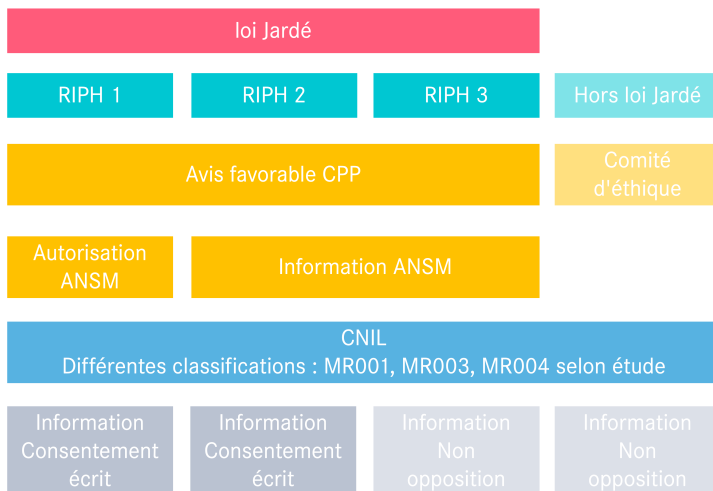 loi Jardé
RIPH 1
RIPH 2
RIPH 3
Hors loi Jardé
Avis favorable CPP
Comité
d'éthique
Autorisation
ANSM
Information ANSM
CNIL
Différentes classifications : MR001, MR003, MR004 selon étude
Information
Consentement
écrit
Information
Consentement
écrit
Information
Non
opposition
Information
Non
opposition